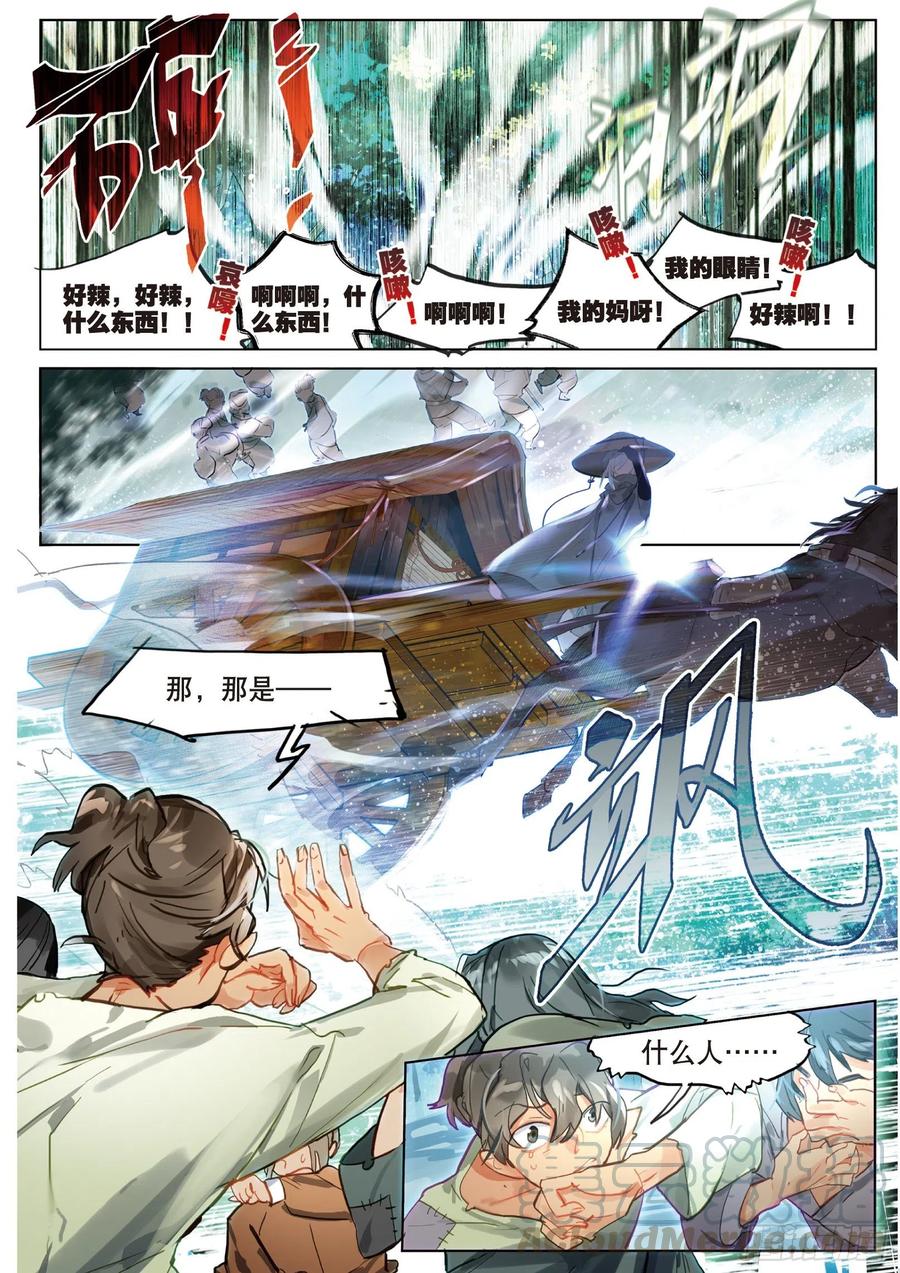 砰！
好辣，好辣，
什么东西！！
哀嚎！
啊啊啊，什
么东西！
咳嗽！
啊啊啊！
咳嗽！
我的妈呀！
我的眼睛！
咳嗽！
好辣啊！！
那，那是——
飒
什么人……